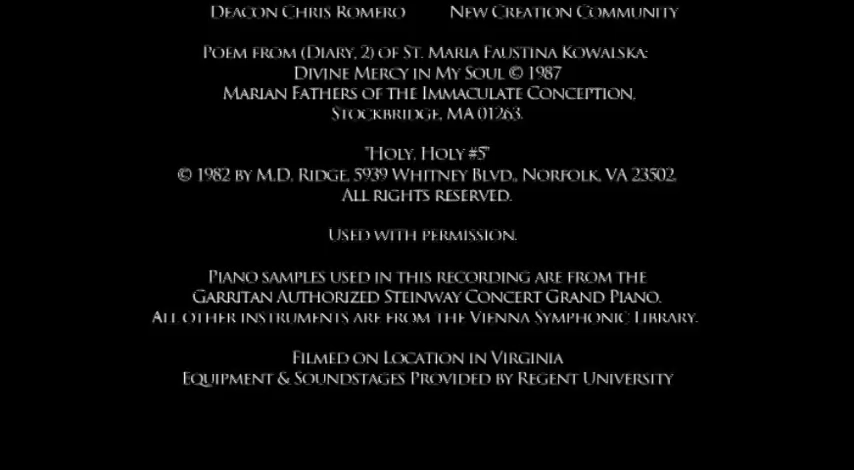 Deacon Chris Romero New Creation Community
Poem from (Diary, 2) of St. Maria Faustina Kowalska:
Divine Mercy in My Soul © 1987
Marian Fathers of the Immaculate Conception,
Stockbridge, MA 01263.
"Holy, Holy #5"
© 1982 by M.D. Ridge, 5939 Whitney Blvd., Norfolk, VA 23502.
All rights reserved.
Used with permission.
Piano samples used in this recording are from the
Garritan Authorized Steinway Concert Grand Piano.
All other instruments are from the Vienna Symphonic Library.
Filmed on Location in Virginia
Equipment & Soundstages Provided by Regent University